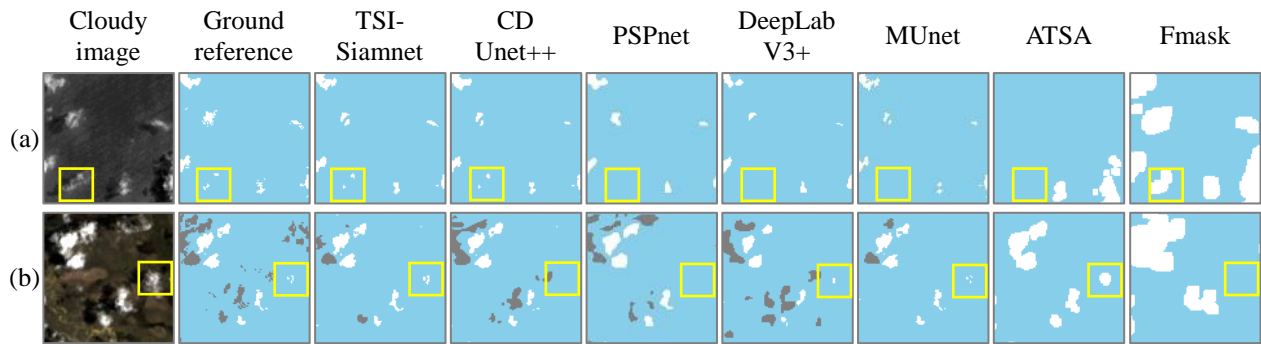 Cloudy image
Ground reference
TSI-Siamnet
CD Unet++
PSPnet
DeepLab V3+
MUnet
ATSA
Fmask
(a)
(b)